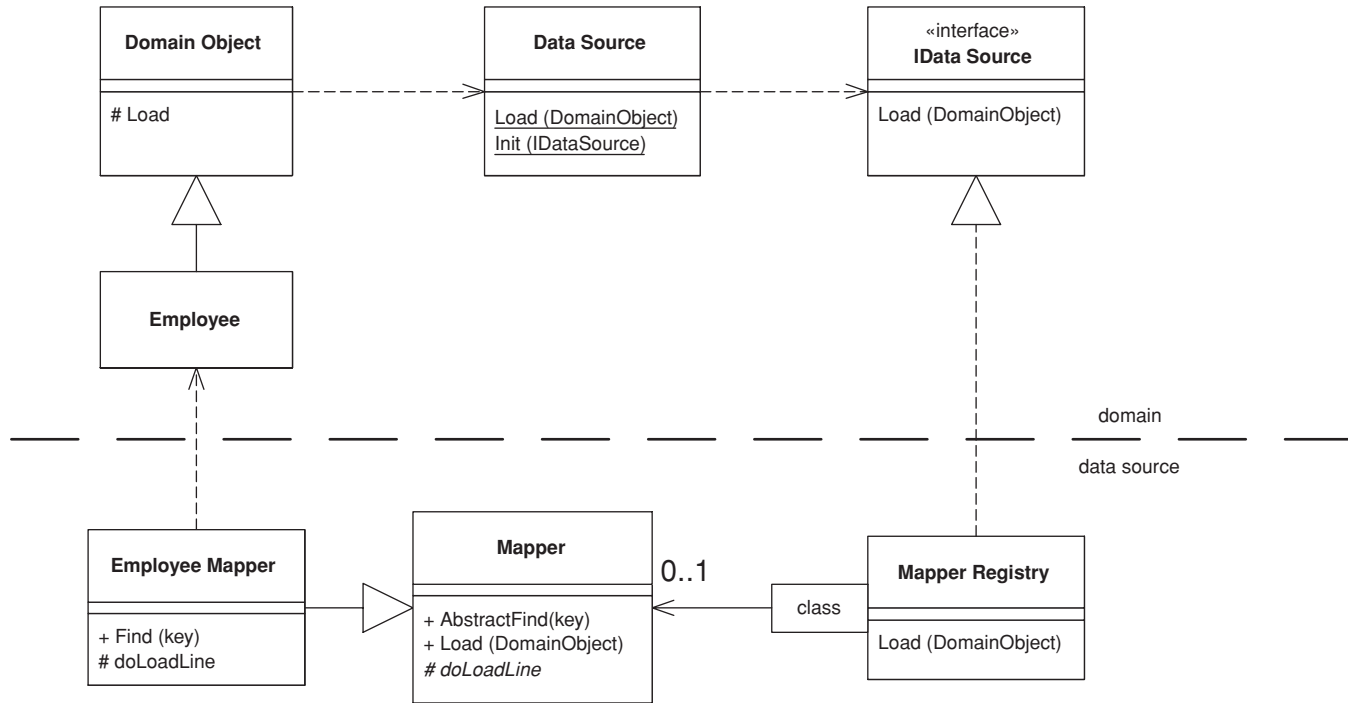 Domain Object
# Load
Data Source
Load (DomainObject)
Init (IDataSource)
«interface»
IData Source
Load (DomainObject)
Employee
domain
data source
Employee Mapper
+ Find (key)
# doLoadLine
Mapper
+ AbstractFind(key)
+ Load (DomainObject)
# doLoadLine
0..1
class
Mapper Registry
Load (DomainObject)